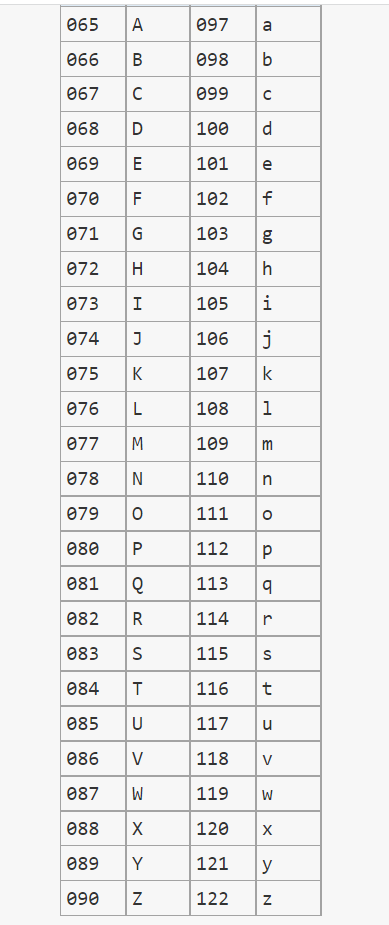 065 A 097 a
066 B 098 b
067 C 099 c
068 D 100 d
069 E 101 e
070 F 102 f
071 G 103 g
072 H 104 h
073 I 105 i
074 J 106 j
075 K 107 k
076 L 108 l
077 M 109 m
078 N 110 n
079 O 111 o
080 P 112 p
081 Q 113 q
082 R 114 r
083 S 115 s
084 T 116 t
085 U 117 u
086 V 118 v
087 W 119 w
088 X 120 x
089 Y 121 y
090 Z 122 z